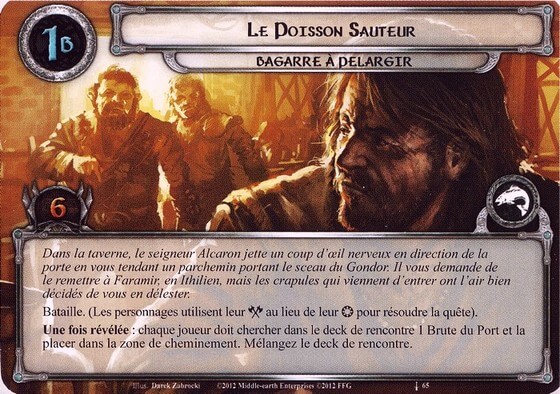 1B
LE POISSON SAUTEUR
BAGARRE À PELARGIR
6
Dans la taverne, le seigneur Alcaron jette un coup d'œil nerveux en direction de la
porte en vous tendant un parchemin portant le sceau du Gondor. Il vous demande de
le remettre à Faramir, en Ithilien, mais les crapules qui viennent d'entrer ont l'air bien
décidés de vous en délester.
Bataille. (Les personnages utilisent leur au lieu de leur pour résoudre la quête).
Une fois révélée : chaque joueur doit chercher dans le deck de rencontre 1 Brute du Port et la
placer dans la zone de cheminement. Mélangez le deck de rencontre.
Illus. Darek Zabrocki ©2012 Middle-earth Enterprises ©2012 FFG 65